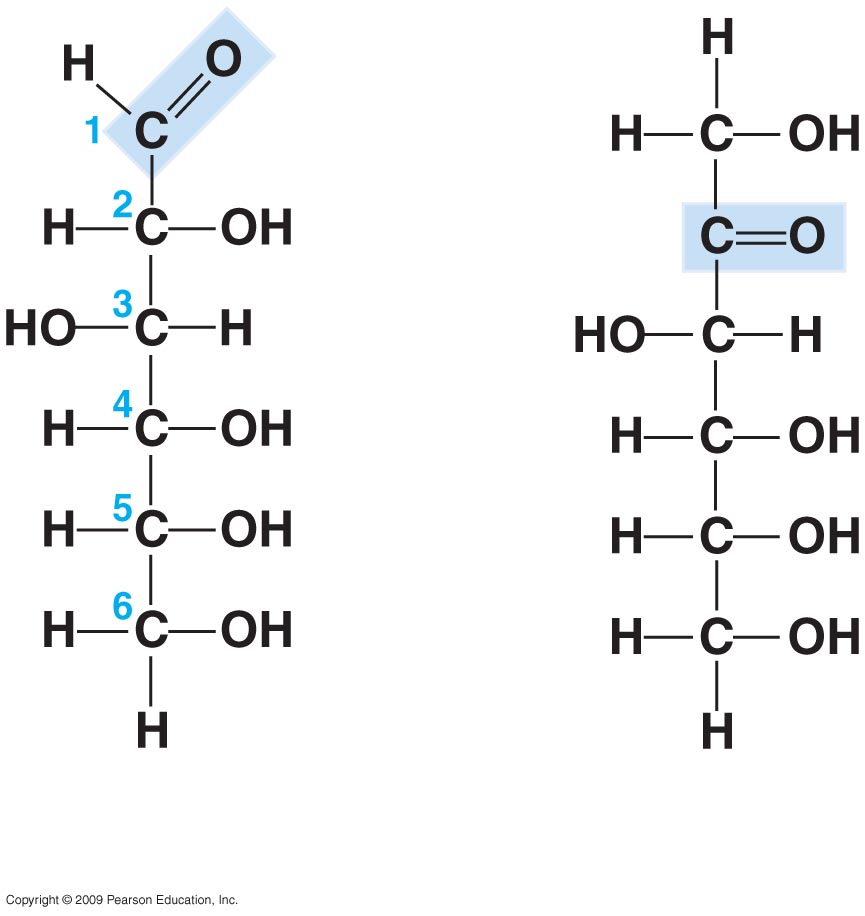 H O
1 C
2
H C OH
3
HO C H
4
H C OH
5
H C OH
6
H C OH
H
H
H C OH
C O
HO C H
H C OH
H C OH
H C OH
H
Copyright © 2009 Pearson Education, Inc.